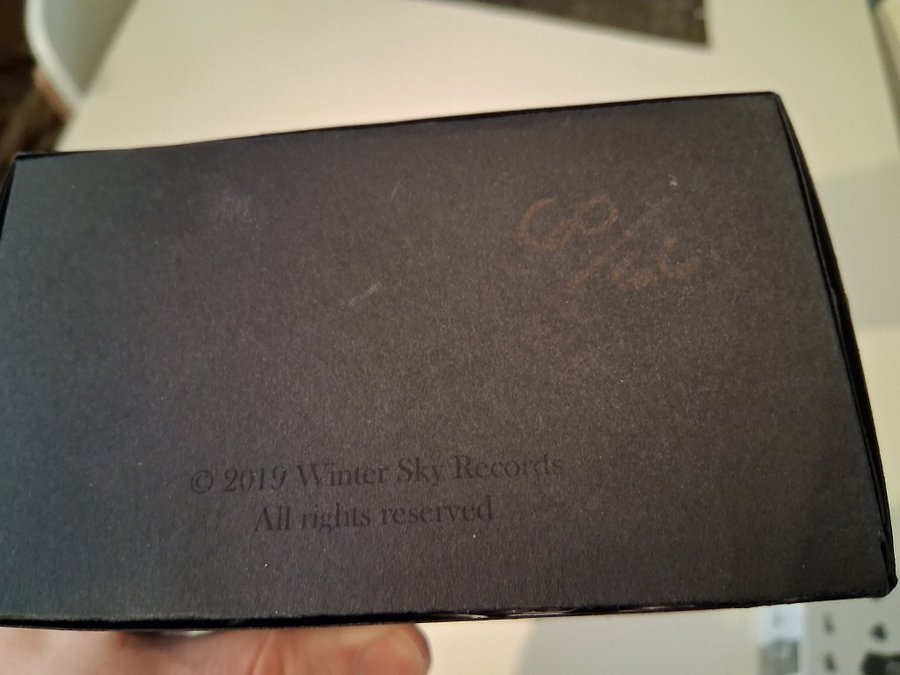 © 2019 Winter Sky Records
All rights reserved